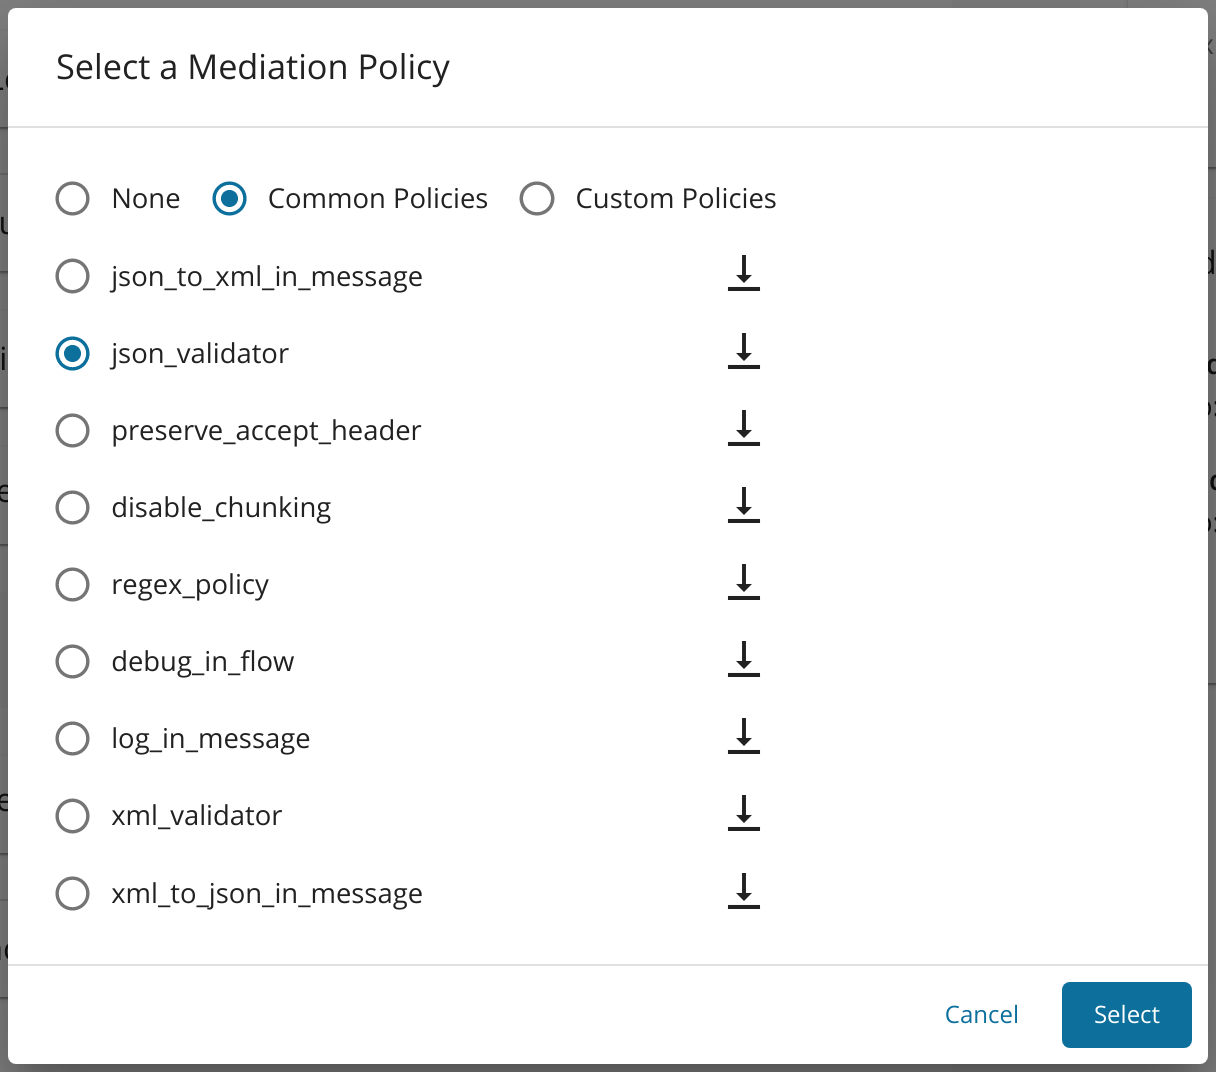 Select a Mediation Policy
None Common Policies Custom Policies
json_to_xml_in_message
json_validator
preserve_accept_header
disable_chunking
regex_policy
debug_in_flow
log_in_message
xml_validator
xml_to_json_in_message
Cancel Select